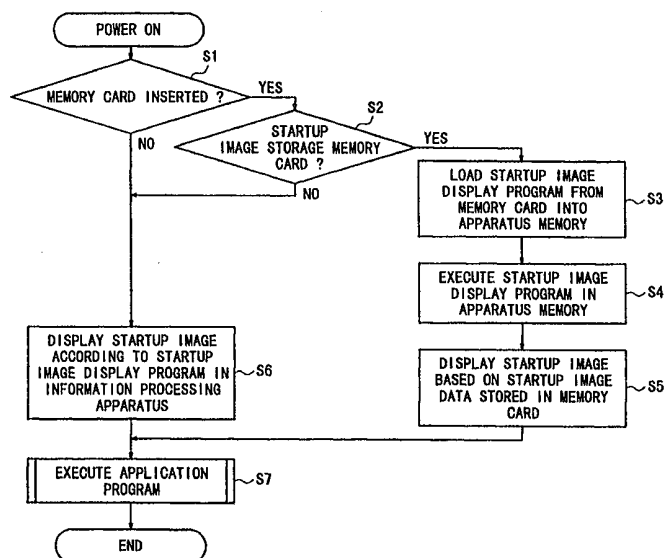 POWER ON
S1
MEMORY CARD INSERTED ?
YES
S2
NO
STARTUP
IMAGE STORAGE MEMORY
CARD ?
YES
NO
LOAD STARTUP IMAGE
DISPLAY PROGRAM FROM
MEMORY CARD INTO
APPARATUS MEMORY
S3
EXECUTE STARTUP IMAGE
DISPLAY PROGRAM IN
APPARATUS MEMORY
S4
DISPLAY STARTUP IMAGE
BASED ON STARTUP IMAGE
DATA STORED IN MEMORY
CARD
S5
DISPLAY STARTUP IMAGE
ACCORDING TO STARTUP
IMAGE DISPLAY PROGRAM IN
INFORMATION PROCESSING
APPARATUS
S6
EXECUTE APPLICATION
PROGRAM
S7
END